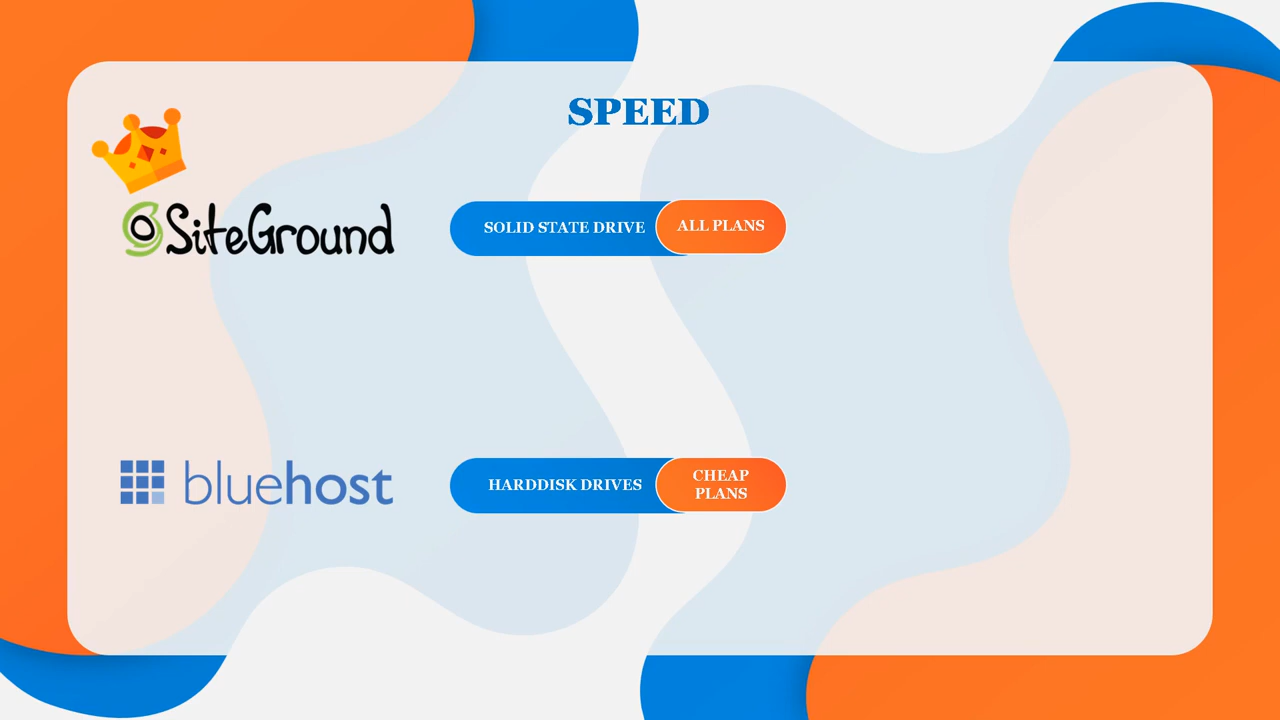 SPEED
SiteGround
SOLID STATE DRIVE
ALL PLANS
bluehost
HARDDISK DRIVES
CHEAP
PLANS